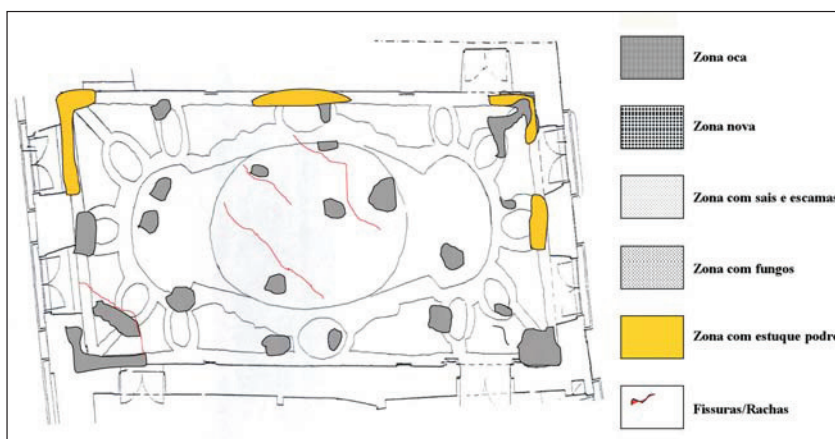 Zona oca
Zona nova
Zona com sais e escamas
Zona com fungos
Zona com estuque podre
Fissuras/Rachas